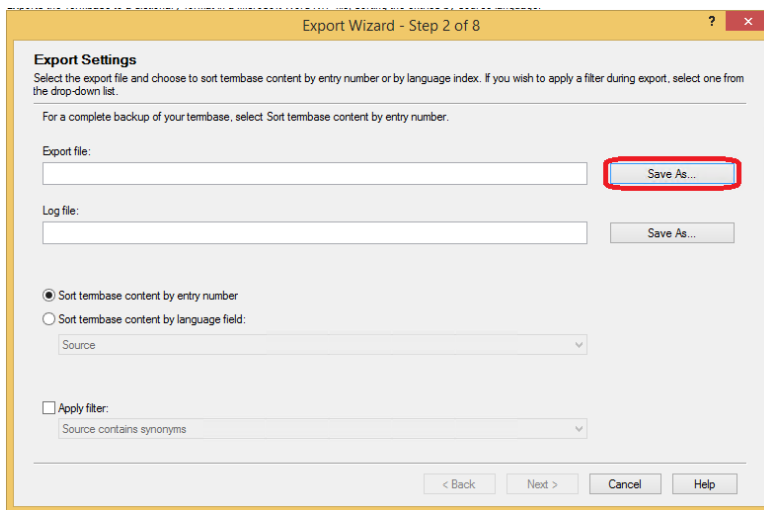 Export Wizard - Step 2 of 8
? ×
Export Settings
Select the export file and choose to sort termbase content by entry number or by language index. If you wish to apply a filter during export, select one from
the drop-down list.
For a complete backup of your termbase, select Sort termbase content by entry number.
Export file:
Save As...
Log file:
Save As...
Sort termbase content by entry number
Sort termbase content by language field:
Source
Apply filter:
Source contains synonyms
< Back Next > Cancel Help